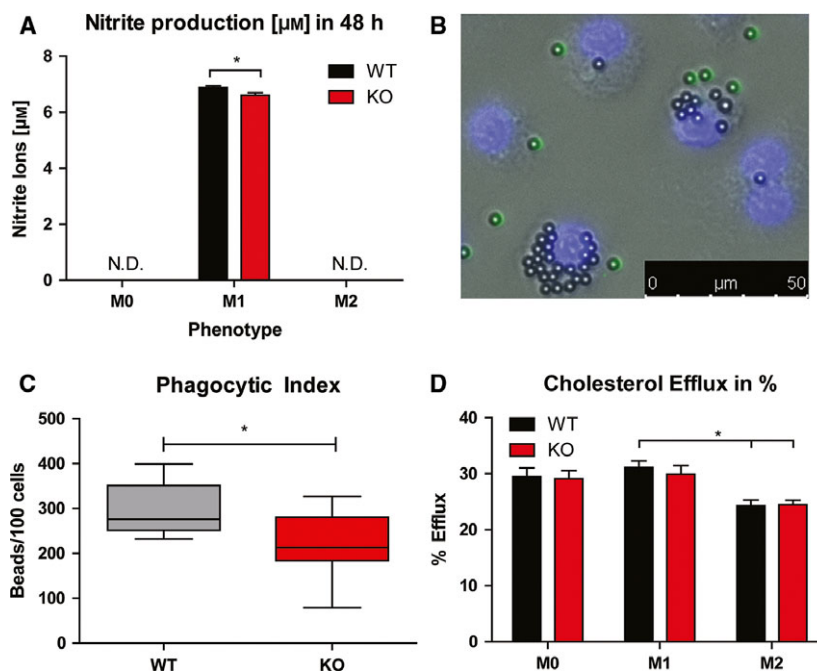 A
Nitrite production [µM] in 48 h
8
6
4
2
0
Nitrite Ions [µM]
*
WT
KO
N.D.
N.D.
M0 M1 M2
Phenotype
B
0 µm 50
C
Phagocytic Index
500
400
300
200
100
0
Beads/100 cells
*
WT KO
D
Cholesterol Efflux in %
40
30
20
10
0
% Efflux
WT
KO
*
M0 M1 M2